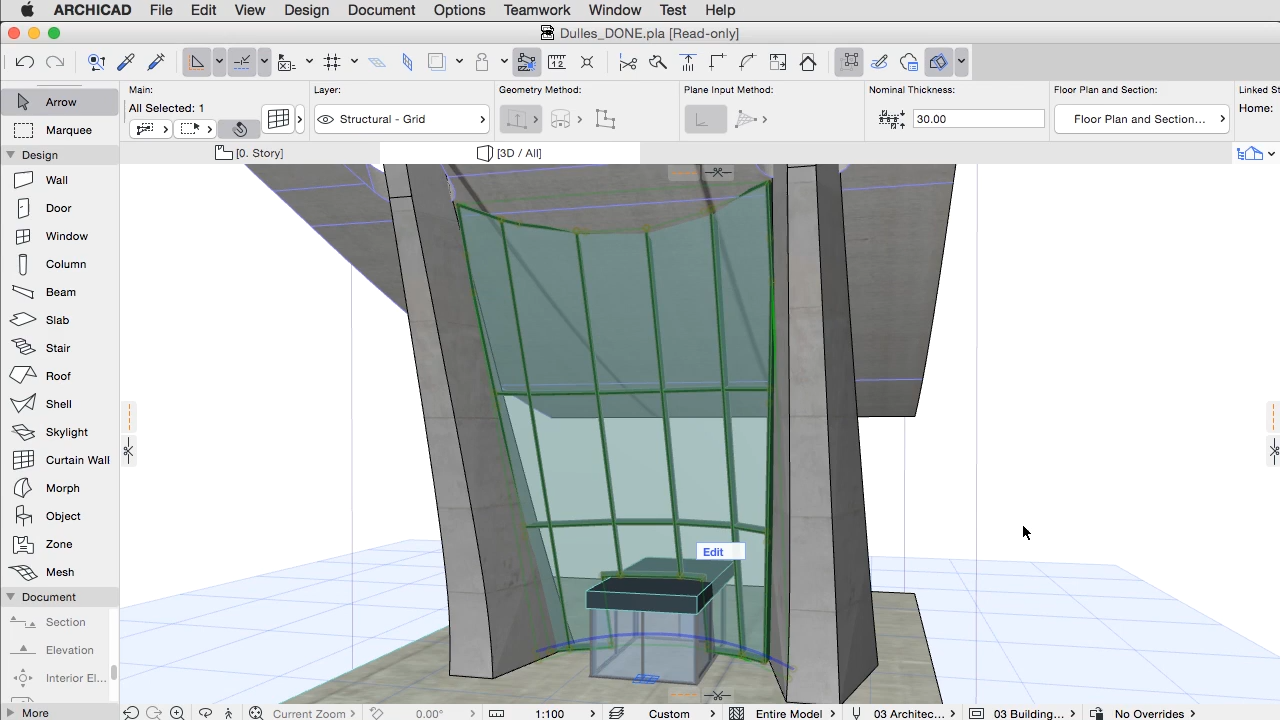 ARCHICAD File Edit View Design Document Options Teamwork Window Test Help
Dulles_DONE.pla [Read-only]
Main:
All Selected: 1
Layer:
Structural - Grid
Geometry Method:
Plane Input Method:
Nominal Thickness:
30.00
Floor Plan and Section:
Floor Plan and Section...
Linked St
Home:
[0. Story]
[3D / All]
Arrow
Marquee
Design
Wall
Door
Window
Column
Beam
Slab
Stair
Roof
Shell
Skylight
Curtain Wall
Morph
Object
Zone
Mesh
Document
Section
Elevation
Interior El...
More
Edit
Current Zoom
0.00°
1:100
Custom
Entire Model
03 Architec...
03 Building...
No Overrides